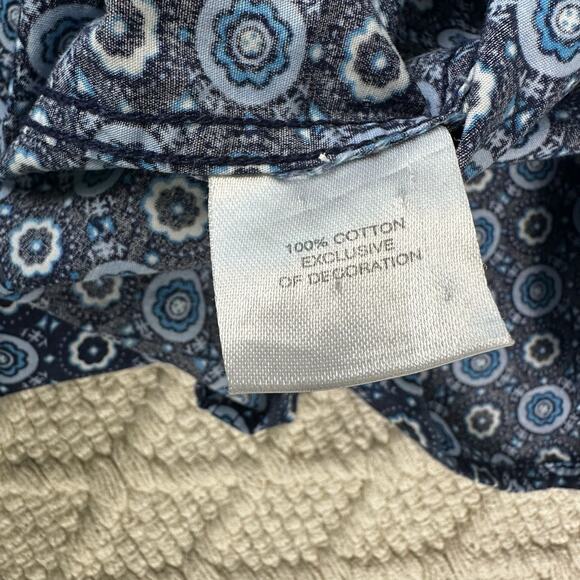 100% COTTON
EXCLUSIVE
OF DECORATION